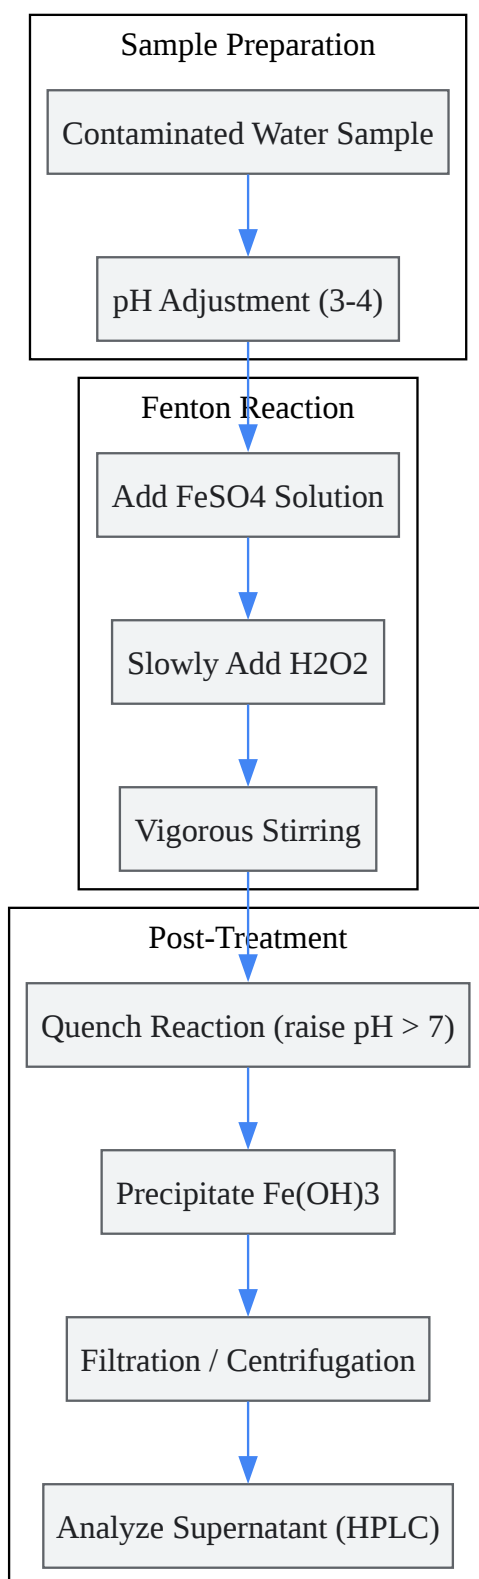 Sample Preparation
Contaminated Water Sample
pH Adjustment (3-4)
Fenton Reaction
Add FeSO4 Solution
Slowly Add H2O2
Vigorous Stirring
Post-Treatment
Quench Reaction (raise pH > 7)
Precipitate Fe(OH)3
Filtration / Centrifugation
Analyze Supernatant (HPLC)